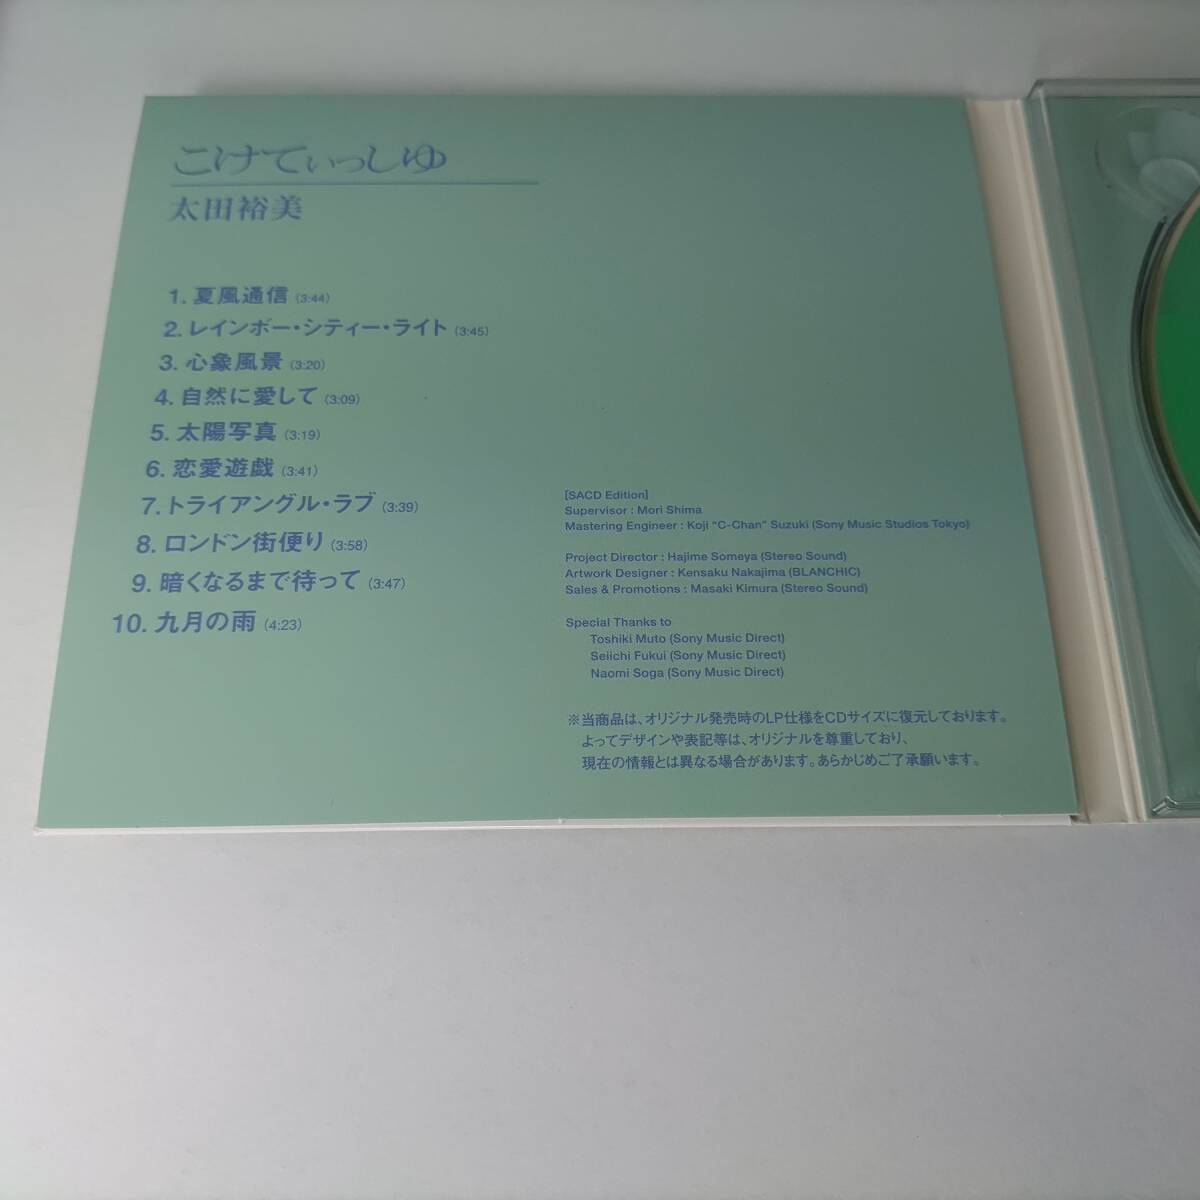 こけてぃっしゆ
太田裕美
1. 夏風通信 (3:44)
2. レインボー・シティー・ライト (3:45)
3. 心象風景 (3:20)
4. 自然に愛して (3:09)
5. 太陽写真 (3:19)
6. 恋愛遊戯 (3:41)
7. トライアングル・ラブ (3:39)
8. ロンドン街便り (3:58)
9. 暗くなるまで待って (3:47)
10. 九月の雨 (4:23)
[SACD Edition]
Supervisor : Mori Shima
Mastering Engineer : Koji “C-Chan” Suzuki (Sony Music Studios Tokyo)
Project Director : Hajime Someya (Stereo Sound)
Artwork Designer : Kensaku Nakajima (BLANCHIC)
Sales & Promotions : Masaki Kimura (Stereo Sound)
Special Thanks to
Toshiki Muto (Sony Music Direct)
Seiichi Fukui (Sony Music Direct)
Naomi Soga (Sony Music Direct)
※当商品は、オリジナル発売時のLP仕様をCDサイズに復元しております。
よってデザインや表記等は、オリジナルを尊重しており、
現在の情報とは異なる場合があります。あらかじめご了承願います。